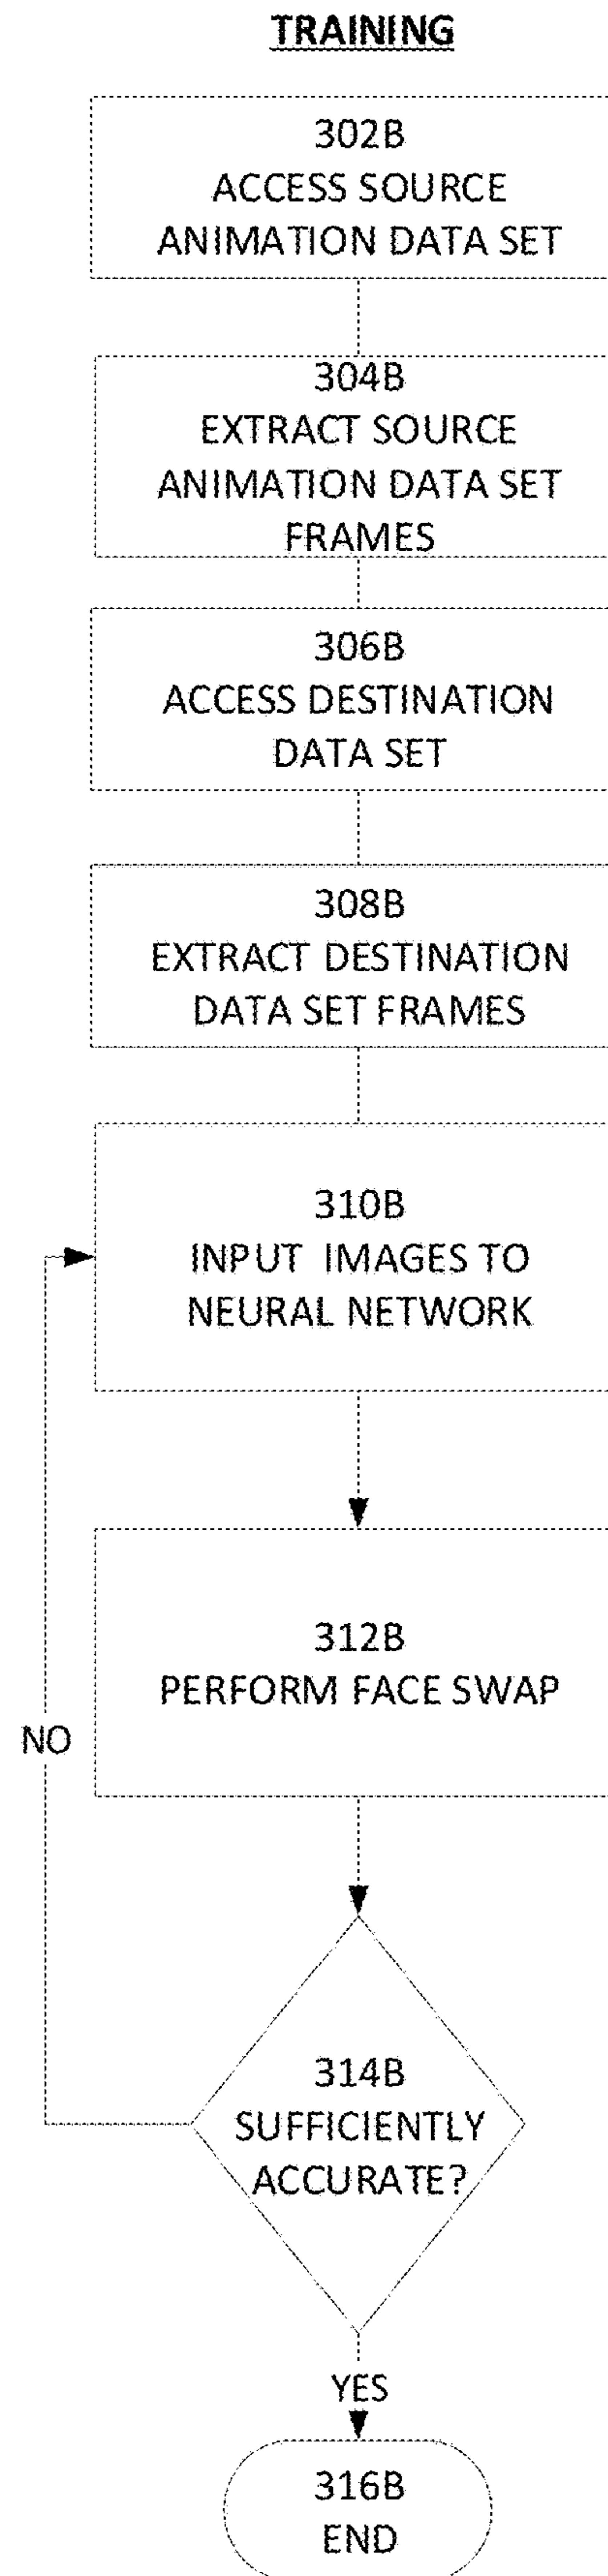 TRAINING
302B
ACCESS SOURCE
ANIMATION DATA SET
304B
EXTRACT SOURCE
ANIMATION DATA SET
FRAMES
306B
ACCESS DESTINATION
DATA SET
308B
EXTRACT DESTINATION
DATA SET FRAMES
310B
INPUT IMAGES TO
NEURAL NETWORK
312B
PERFORM FACE SWAP
NO
314B
SUFFICIENTLY
ACCURATE?
YES
316B
END